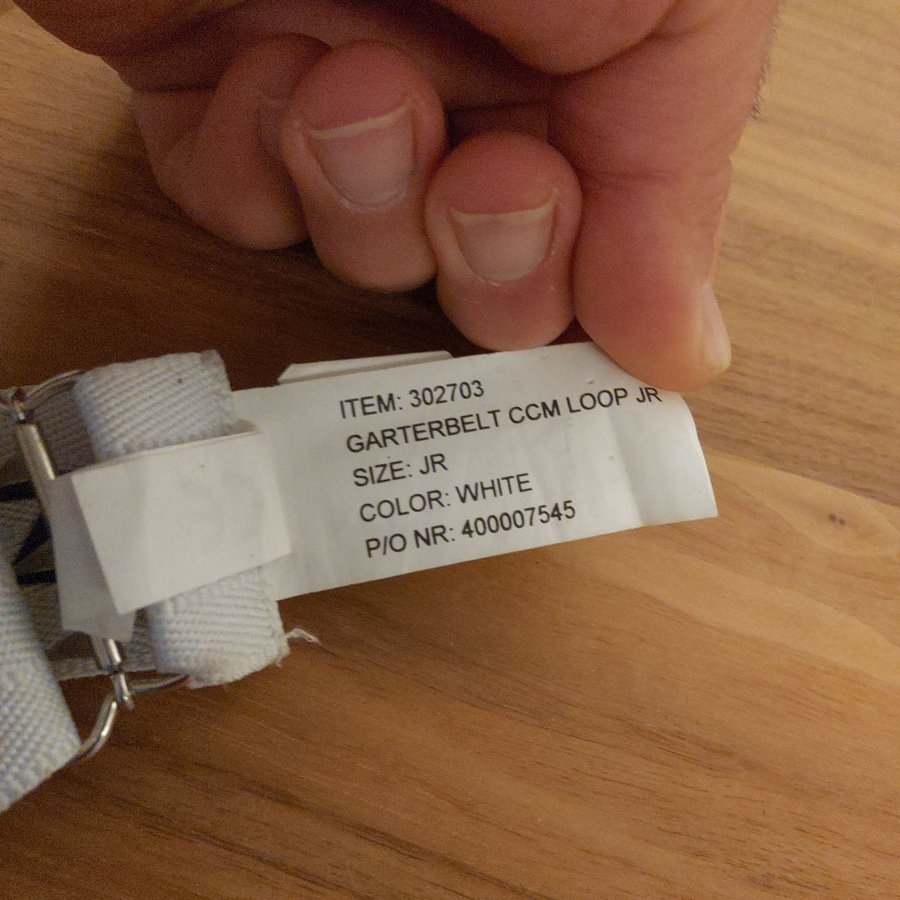 ITEM: 302703
GARTERBELT CCM LOOP JR
SIZE: JR
COLOR: WHITE
P/O NR: 400007545